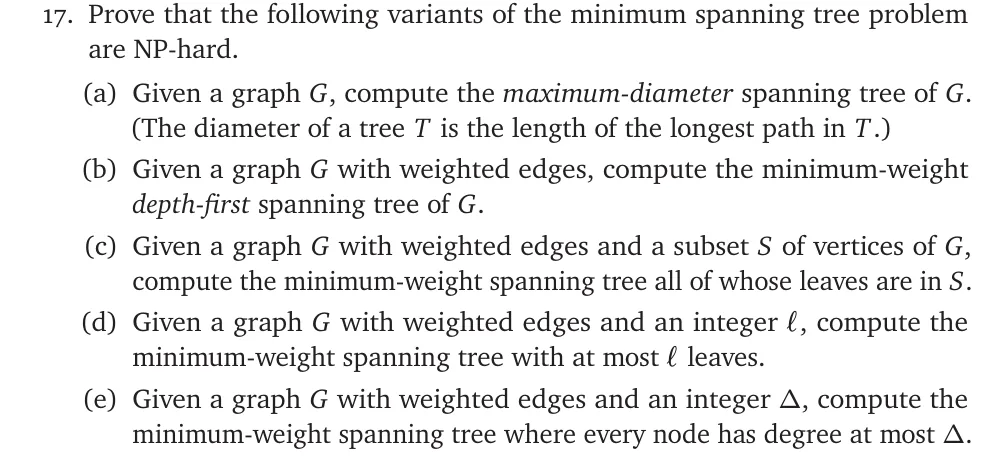 17. Prove that the following variants of the minimum spanning tree problem
are NP-hard.
(a) Given a graph G, compute the maximum-diameter spanning tree of G.
(The diameter of a tree T is the length of the longest path in T.)
(b) Given a graph G with weighted edges, compute the minimum-weight
depth-first spanning tree of G.
(c) Given a graph G with weighted edges and a subset S of vertices of G,
compute the minimum-weight spanning tree all of whose leaves are in S.
(d) Given a graph G with weighted edges and an integer ℓ, compute the
minimum-weight spanning tree with at most ℓ leaves.
(e) Given a graph G with weighted edges and an integer Δ, compute the
minimum-weight spanning tree where every node has degree at most Δ.